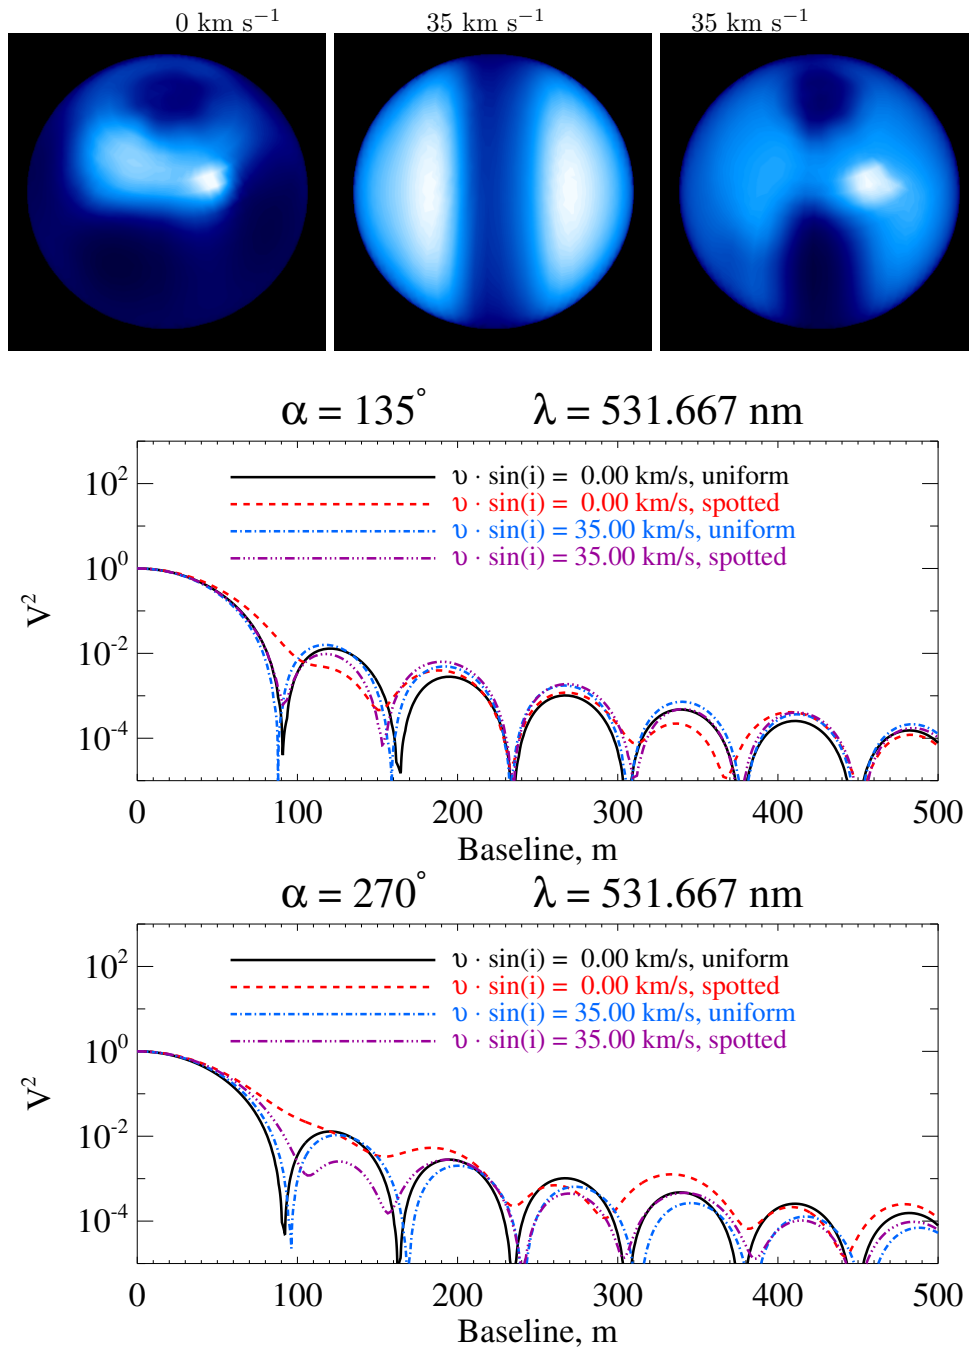 0 km s⁻¹ 35 km s⁻¹ 35 km s⁻¹
α = 135° λ = 531.667 nm
υ · sin(i) = 0.00 km/s, uniform
υ · sin(i) = 0.00 km/s, spotted
υ · sin(i) = 35.00 km/s, uniform
υ · sin(i) = 35.00 km/s, spotted
10²
10⁰
10⁻²
10⁻⁴
V²
0 100 200 300 400 500
Baseline, m
α = 270° λ = 531.667 nm
υ · sin(i) = 0.00 km/s, uniform
υ · sin(i) = 0.00 km/s, spotted
υ · sin(i) = 35.00 km/s, uniform
υ · sin(i) = 35.00 km/s, spotted
10²
10⁰
10⁻²
10⁻⁴
V²
0 100 200 300 400 500
Baseline, m